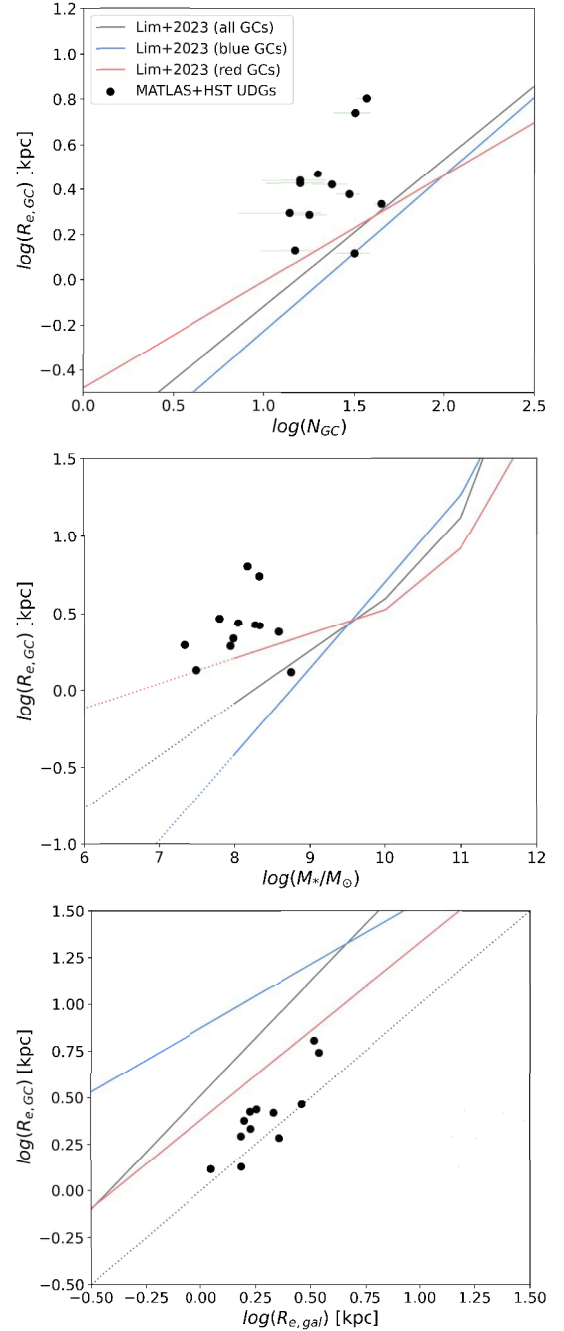 1.2
Lim+2023 (all GCs)
Lim+2023 (blue GCs)
Lim+2023 (red GCs)
MATLAS+HST UDGs
1.0
0.8
0.6
0.4
0.2
0.0
−0.2
−0.4
log(R_{e,GC}) [kpc]
0.0 0.5 1.0 1.5 2.0 2.5
log(N_{GC})
1.5
1.0
0.5
0.0
−0.5
−1.0
log(R_{e,GC}) [kpc]
6 7 8 9 10 11 12
log(M_*/M_⊙)
1.50
1.25
1.00
0.75
0.50
0.25
0.00
−0.25
−0.50
log(R_{e,GC}) [kpc]
−0.50 −0.25 0.00 0.25 0.50 0.75 1.00 1.25 1.50
log(R_{e,gal}) [kpc]